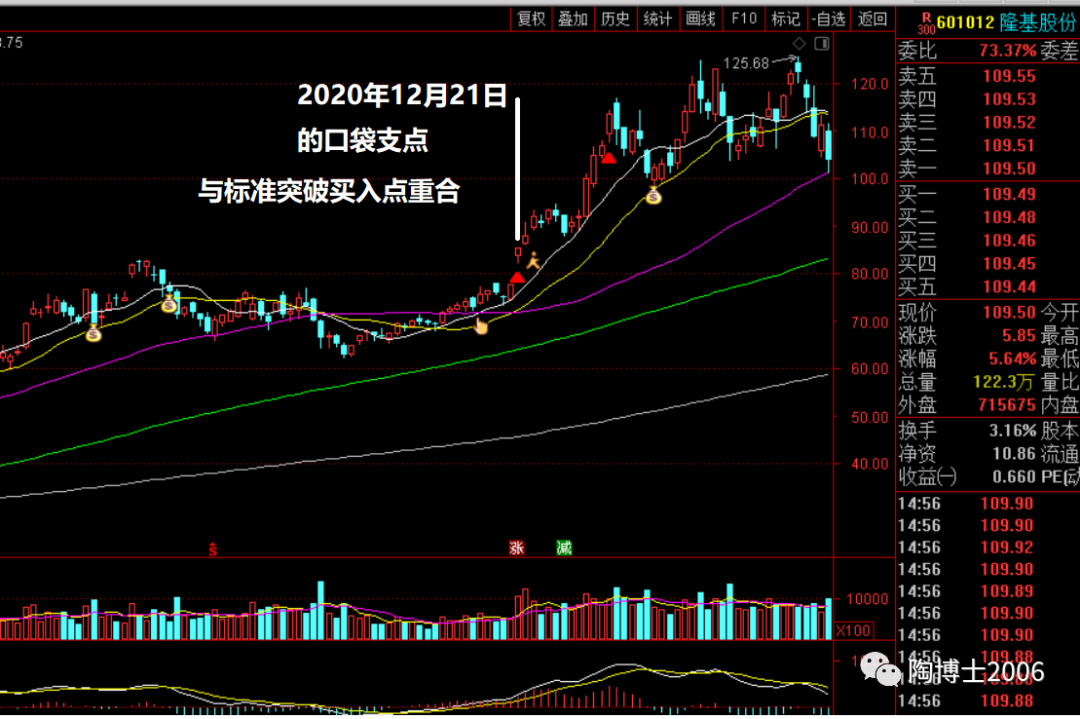 复权 叠加 历史 统计 画线 F10 标记 -自选 返回
R 300 601012 隆基股份
3.75
委比 73.37% 委差
卖五 109.55
卖四 109.53
卖三 109.52
卖二 109.51
卖一 109.50
买一 109.49
买二 109.48
买三 109.46
买四 109.45
买五 109.44
现价 109.50 今开
涨跌 5.85 最高
涨幅 5.64% 最低
总量 122.3万 量比
外盘 715675 内盘
换手 3.16% 股本
净资 10.86 流通
收益㈠ 0.660 PE(动
14:56 109.90
14:56 109.90
14:56 109.92
14:56 109.90
14:56 109.89
14:56 109.90
14:56 109.90
14:56 109.88
14:56
14:56 109.88
125.68
2020年12月21日
的口袋支点
与标准突破买入点重合
120.0
110.0
100.0
90.00
80.00
70.00
60.00
50.00
40.00
$ $ $
S 涨 减
10000
X100
陶博士2006